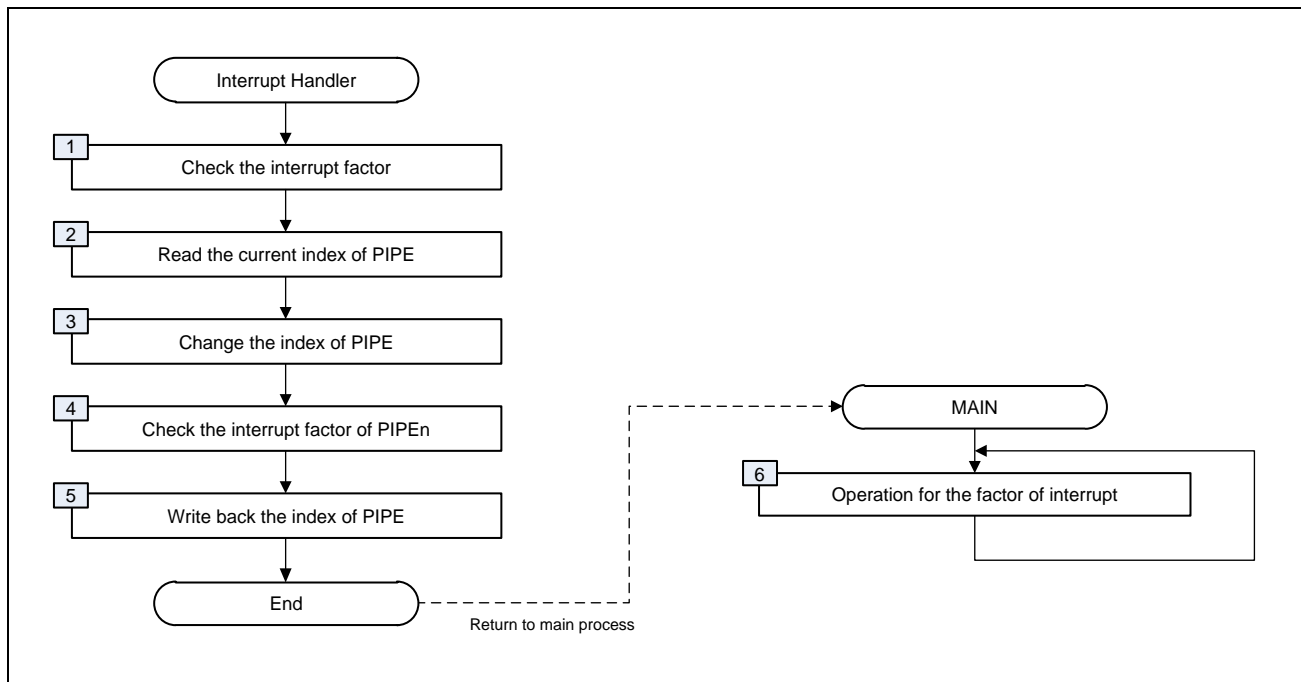 Interrupt Handler
1
Check the interrupt factor
2
Read the current index of PIPE
3
Change the index of PIPE
4
Check the interrupt factor of PIPEn
5
Write back the index of PIPE
End
Return to main process
MAIN
6
Operation for the factor of interrupt